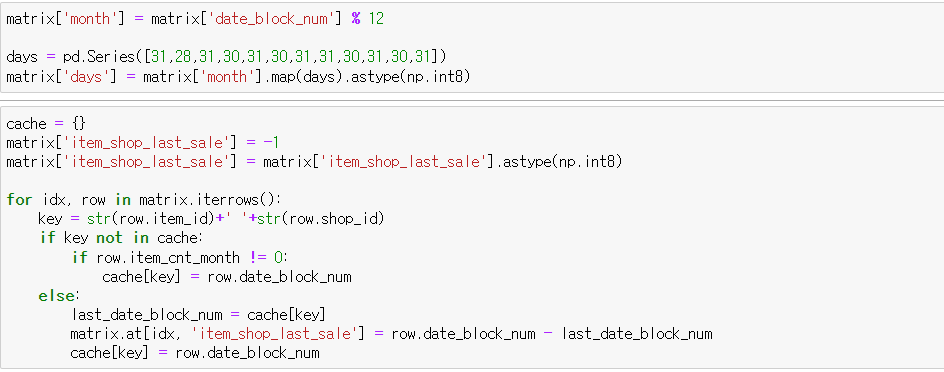 matrix['month'] = matrix['date_block_num'] % 12
days = pd.Series([31,28,31,30,31,30,31,31,30,31,30,31])
matrix['days'] = matrix['month'].map(days).astype(np.int8)
cache = {}
matrix['item_shop_last_sale'] = -1
matrix['item_shop_last_sale'] = matrix['item_shop_last_sale'].astype(np.int8)
for idx, row in matrix.iterrows():
    key = str(row.item_id)+' '+str(row.shop_id)
    if key not in cache:
        if row.item_cnt_month != 0:
            cache[key] = row.date_block_num
    else:
        last_date_block_num = cache[key]
        matrix.at[idx, 'item_shop_last_sale'] = row.date_block_num - last_date_block_num
        cache[key] = row.date_block_num